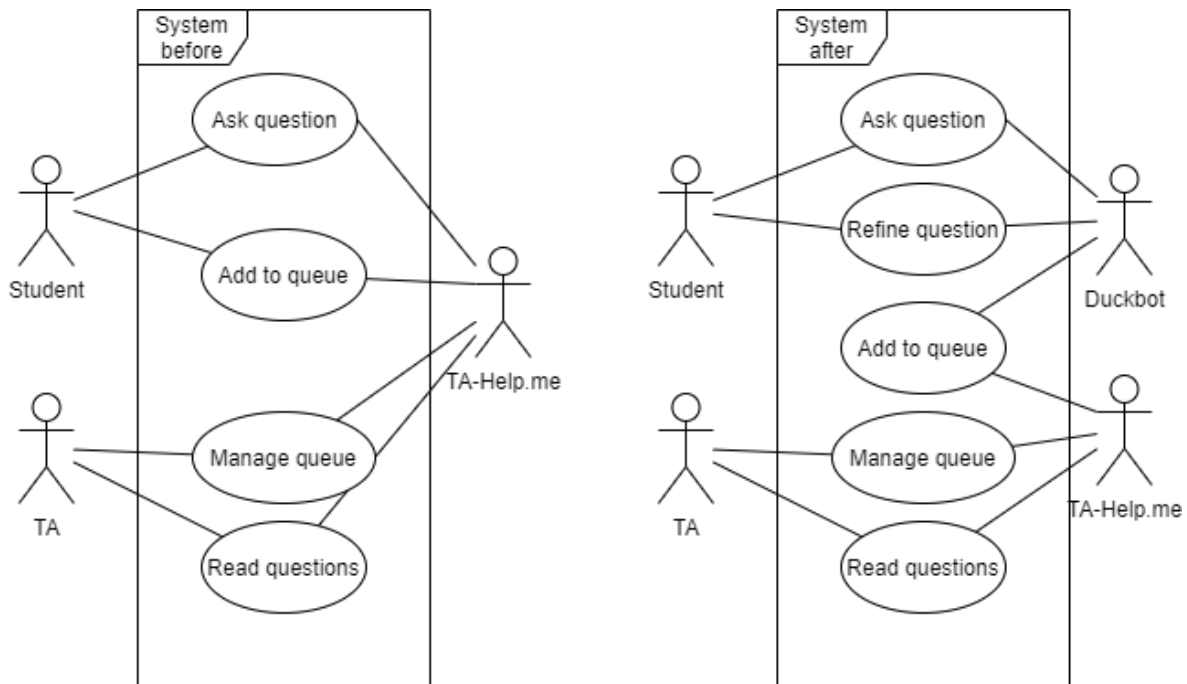 System
before
Ask question
Student
Add to queue
TA-Help.me
Manage queue
TA
Read questions
System
after
Ask question
Student
Refine question
Duckbot
Add to queue
Manage queue
TA-Help.me
TA
Read questions